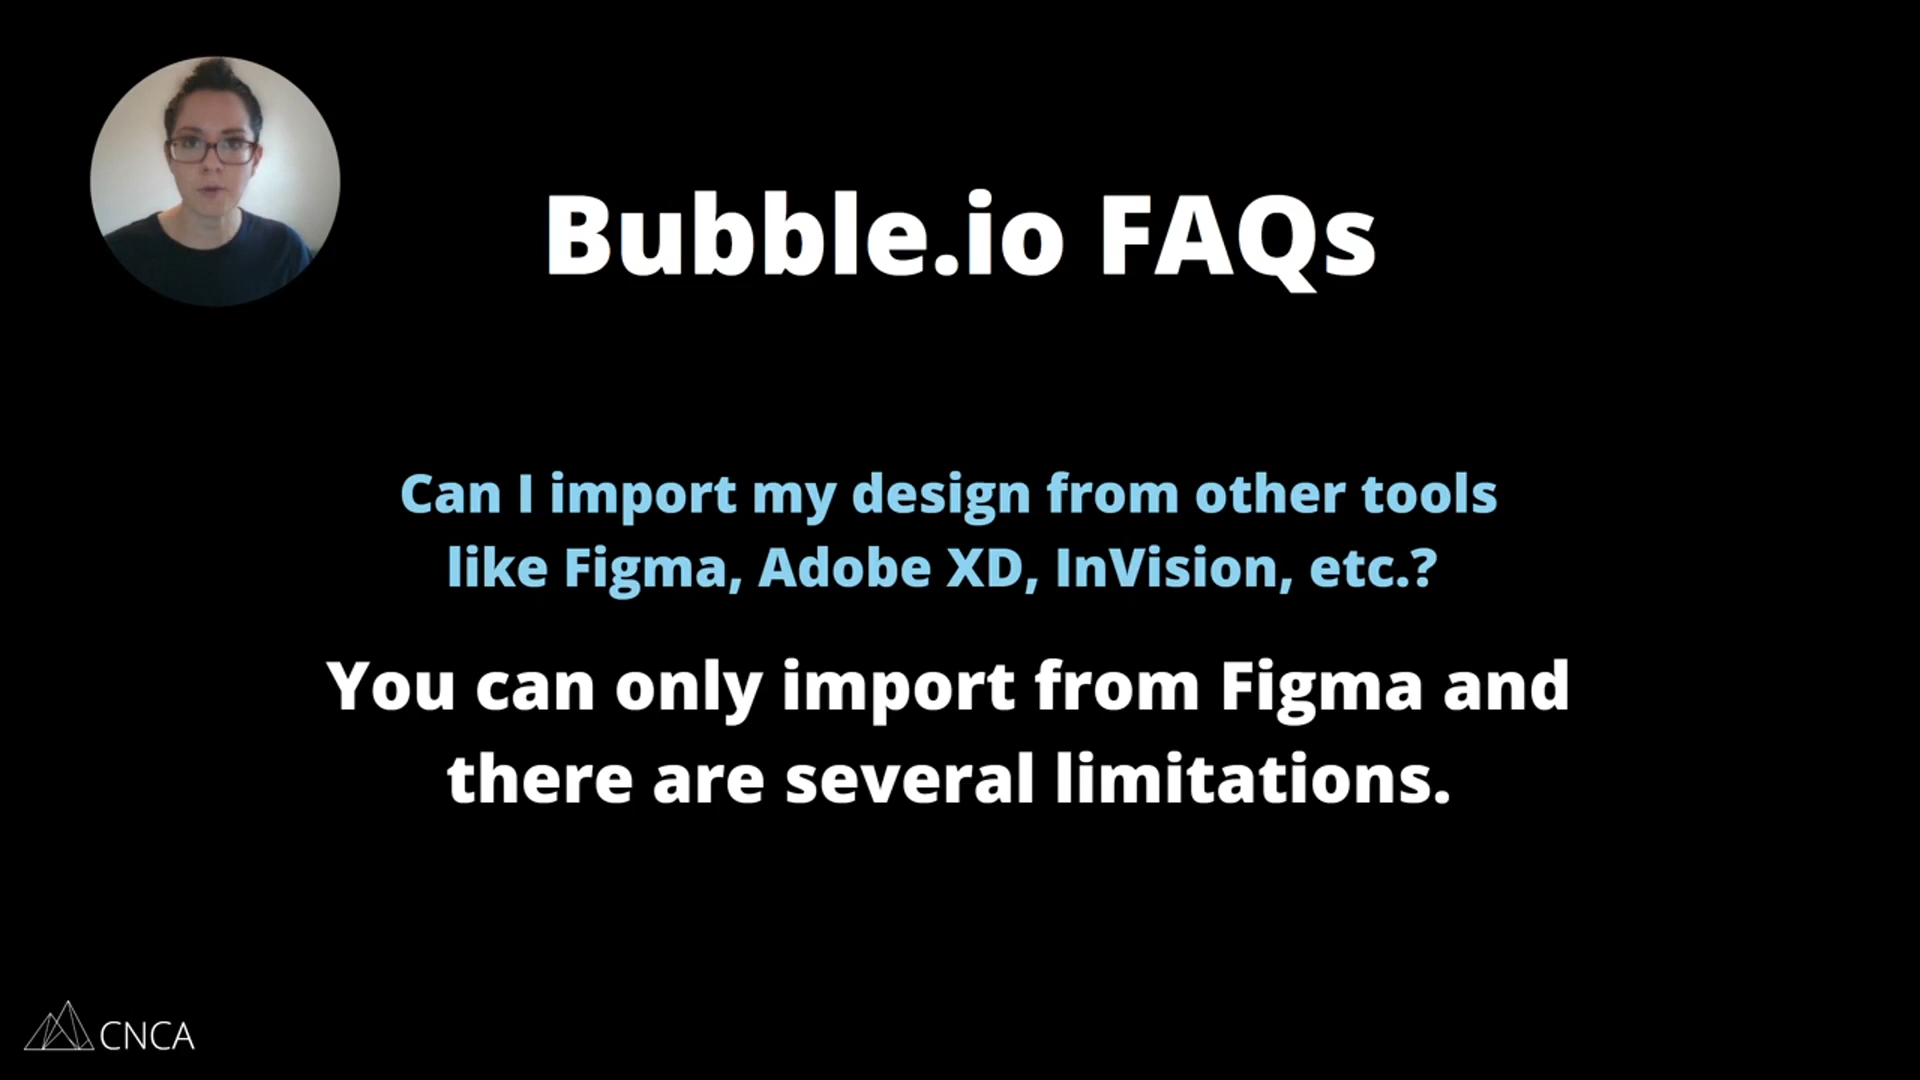 Bubble.io FAQs
Can I import my design from other tools
like Figma, Adobe XD, InVision, etc.?
You can only import from Figma and
there are several limitations.
CNCA